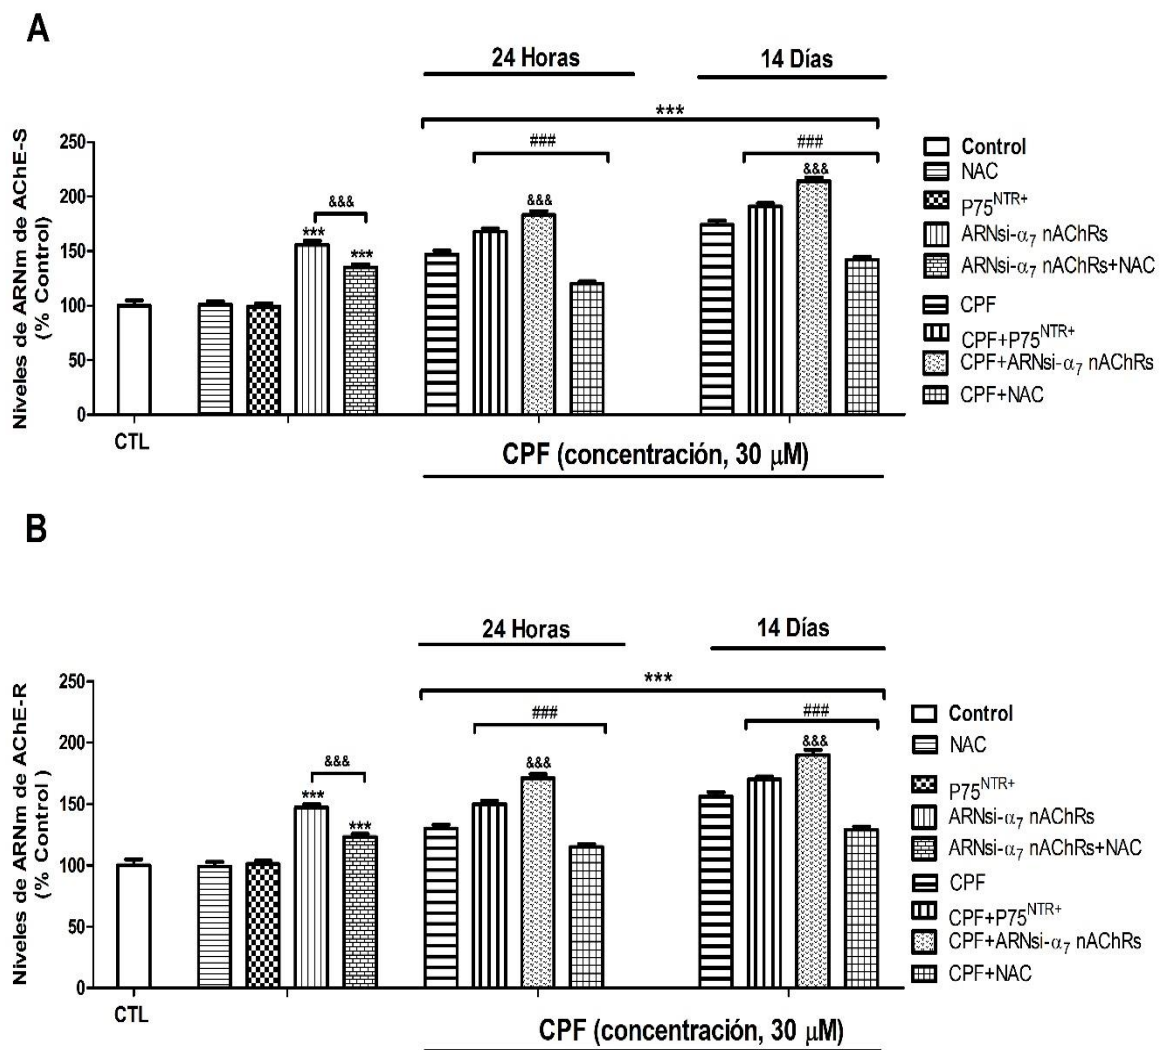 A
24 Horas
14 Días
***
###
###
&&&
&&&
&&&
***
***
Niveles de ARNm de AChE-S
(% Control)
250
200
150
100
50
0
CTL
CPF (concentración, 30 μM)
Control
NAC
P75NTR+
ARNsi-α7 nAChRs
ARNsi-α7 nAChRs+NAC
CPF
CPF+P75NTR+
CPF+ARNsi-α7 nAChRs
CPF+NAC
B
24 Horas
14 Días
***
###
###
&&&
&&&
&&&
***
***
Niveles de ARNm de AChE-R
(% Control )
250
200
150
100
50
0
CTL
CPF (concentración, 30 μM)
Control
NAC
P75NTR+
ARNsi-α7 nAChRs
ARNsi-α7 nAChRs+NAC
CPF
CPF+P75NTR+
CPF+ARNsi-α7 nAChRs
CPF+NAC